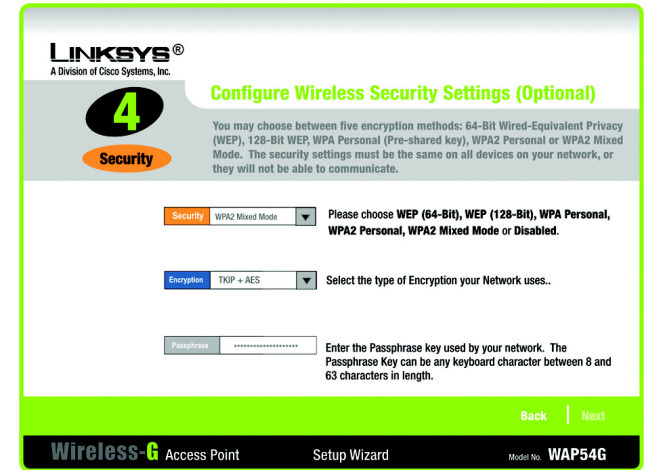 LINKSYS®
A Division of Cisco Systems, Inc.
4
Security
Configure Wireless Security Settings (Optional)
You may choose between five encryption methods: 64-Bit Wired-Equivalent Privacy
(WEP), 128-Bit WEP, WPA Personal (Pre-shared key), WPA2 Personal or WPA2 Mixed
Mode. The security settings must be the same on all devices on your network, or
they will not be able to communicate.
Security WPA2 Mixed Mode
Please choose WEP (64-Bit), WEP (128-Bit), WPA Personal,
WPA2 Personal, WPA2 Mixed Mode or Disabled.
Encryption TKIP + AES
Select the type of Encryption your Network uses..
Passphrase ********************
Enter the Passphrase key used by your network. The
Passphrase Key can be any keyboard character between 8 and
63 characters in length.
Back Next
Wireless-G Access Point Setup Wizard Model No. WAP54G